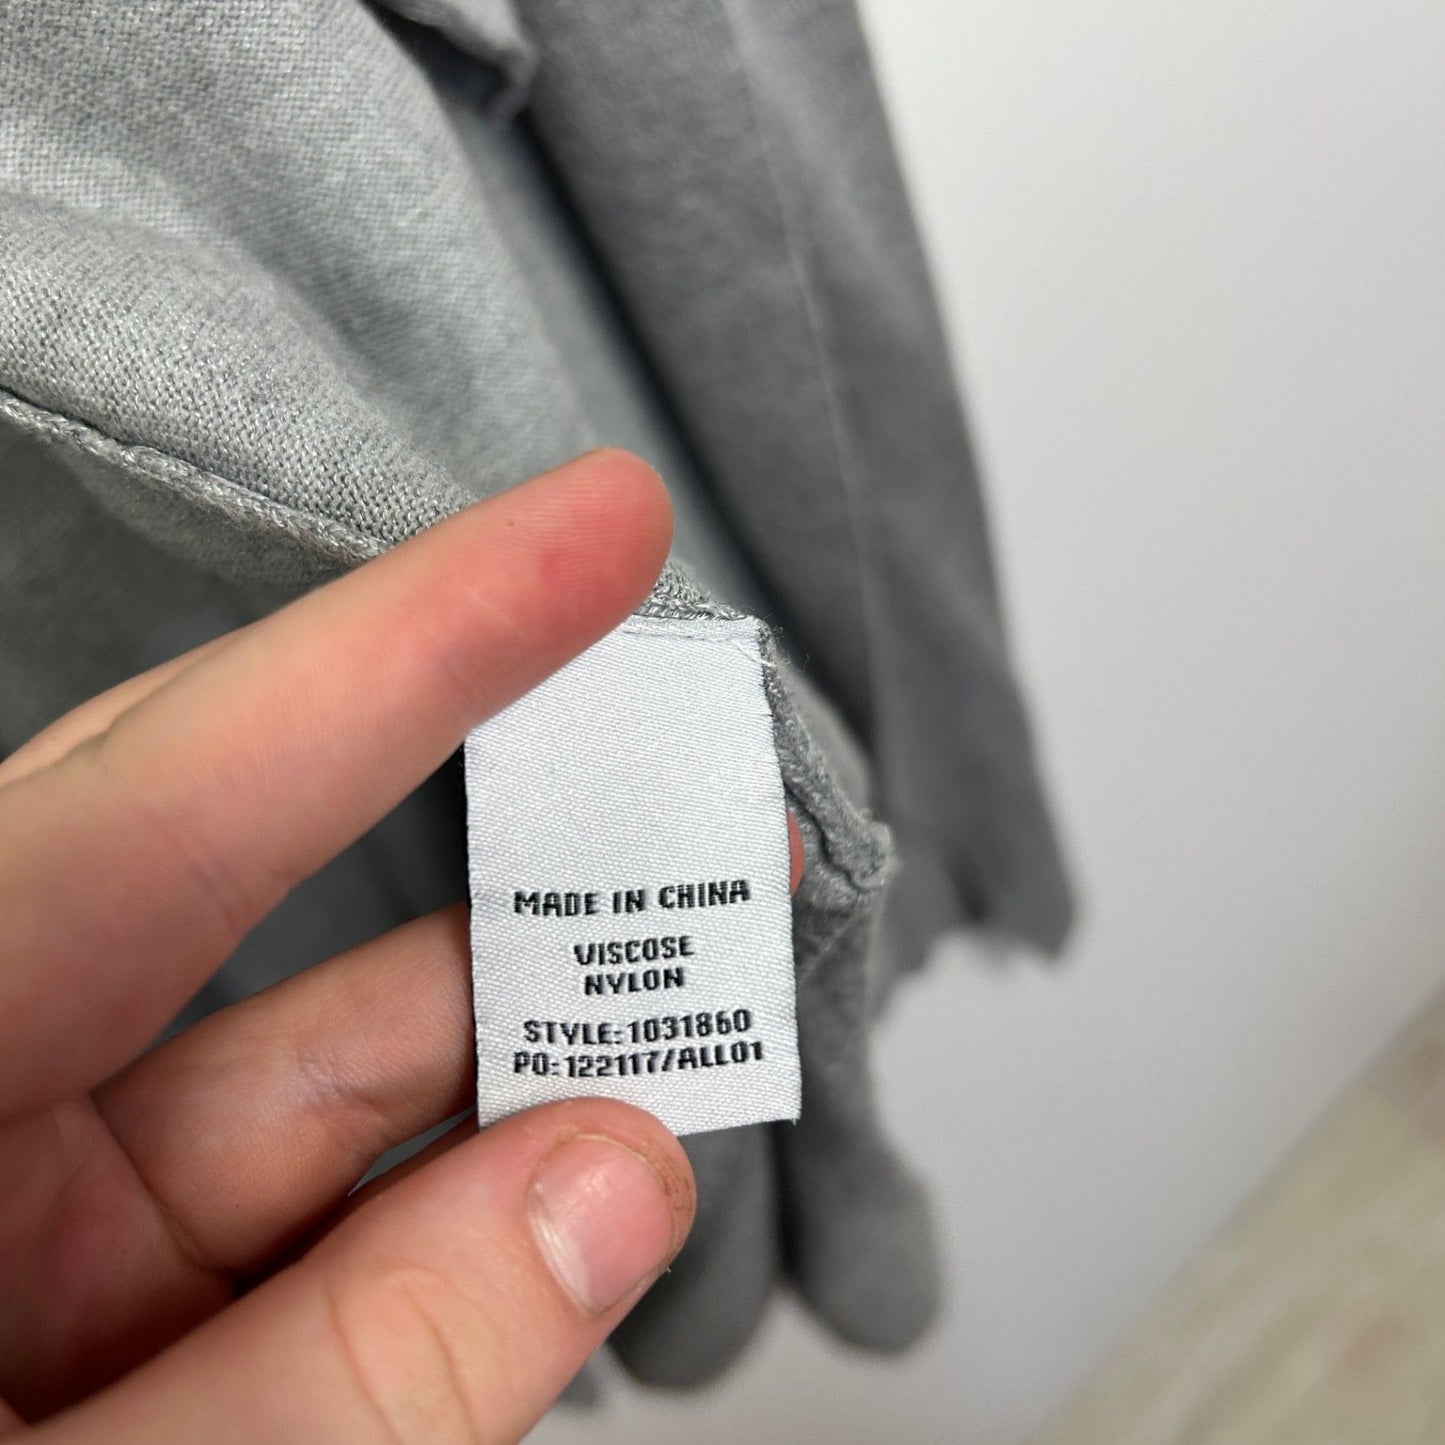 MADE IN CHINA
VISCOSE
NYLON
STYLE:1031860
PO:122117/ALL01